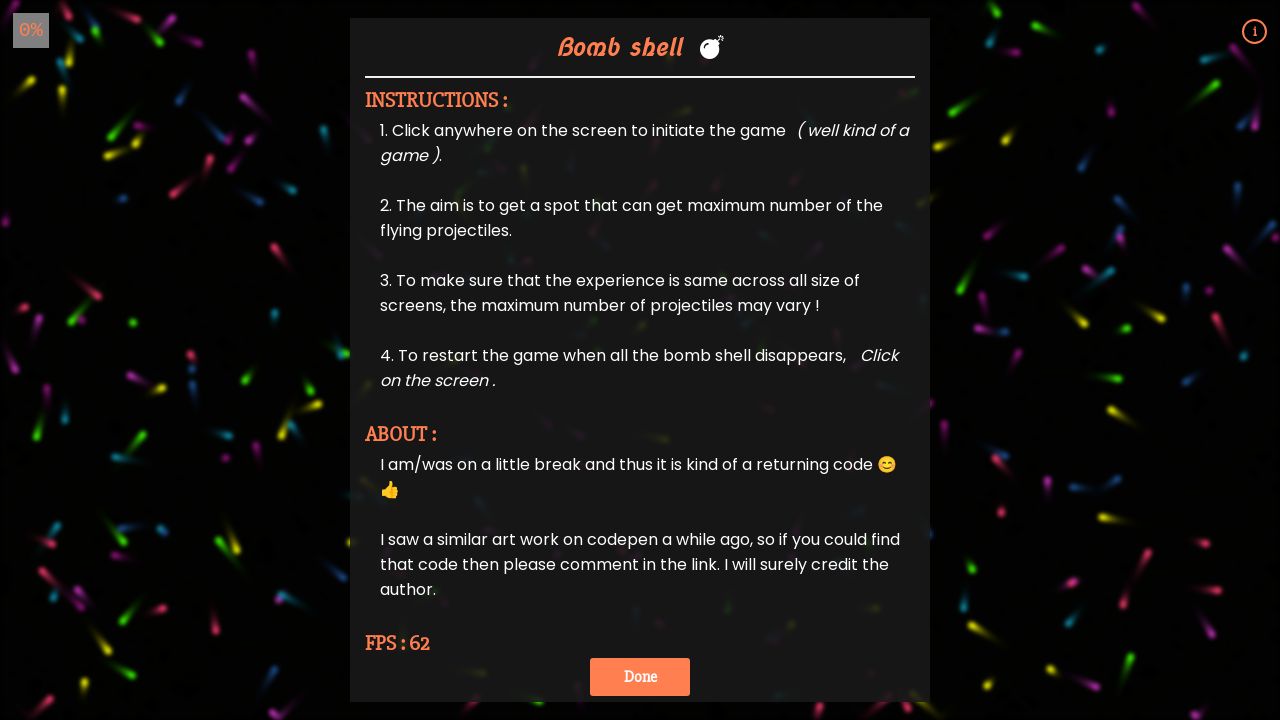 0%
i
Bomb shell 💣
INSTRUCTIONS :
1. Click anywhere on the screen to initiate the game ( well kind of a
game ).
2. The aim is to get a spot that can get maximum number of the
flying projectiles.
3. To make sure that the experience is same across all size of
screens, the maximum number of projectiles may vary !
4. To restart the game when all the bomb shell disappears, Click
on the screen .
ABOUT :
I am/was on a little break and thus it is kind of a returning code 😊
👍
I saw a similar art work on codepen a while ago, so if you could find
that code then please comment in the link. I will surely credit the
author.
FPS : 62
Done